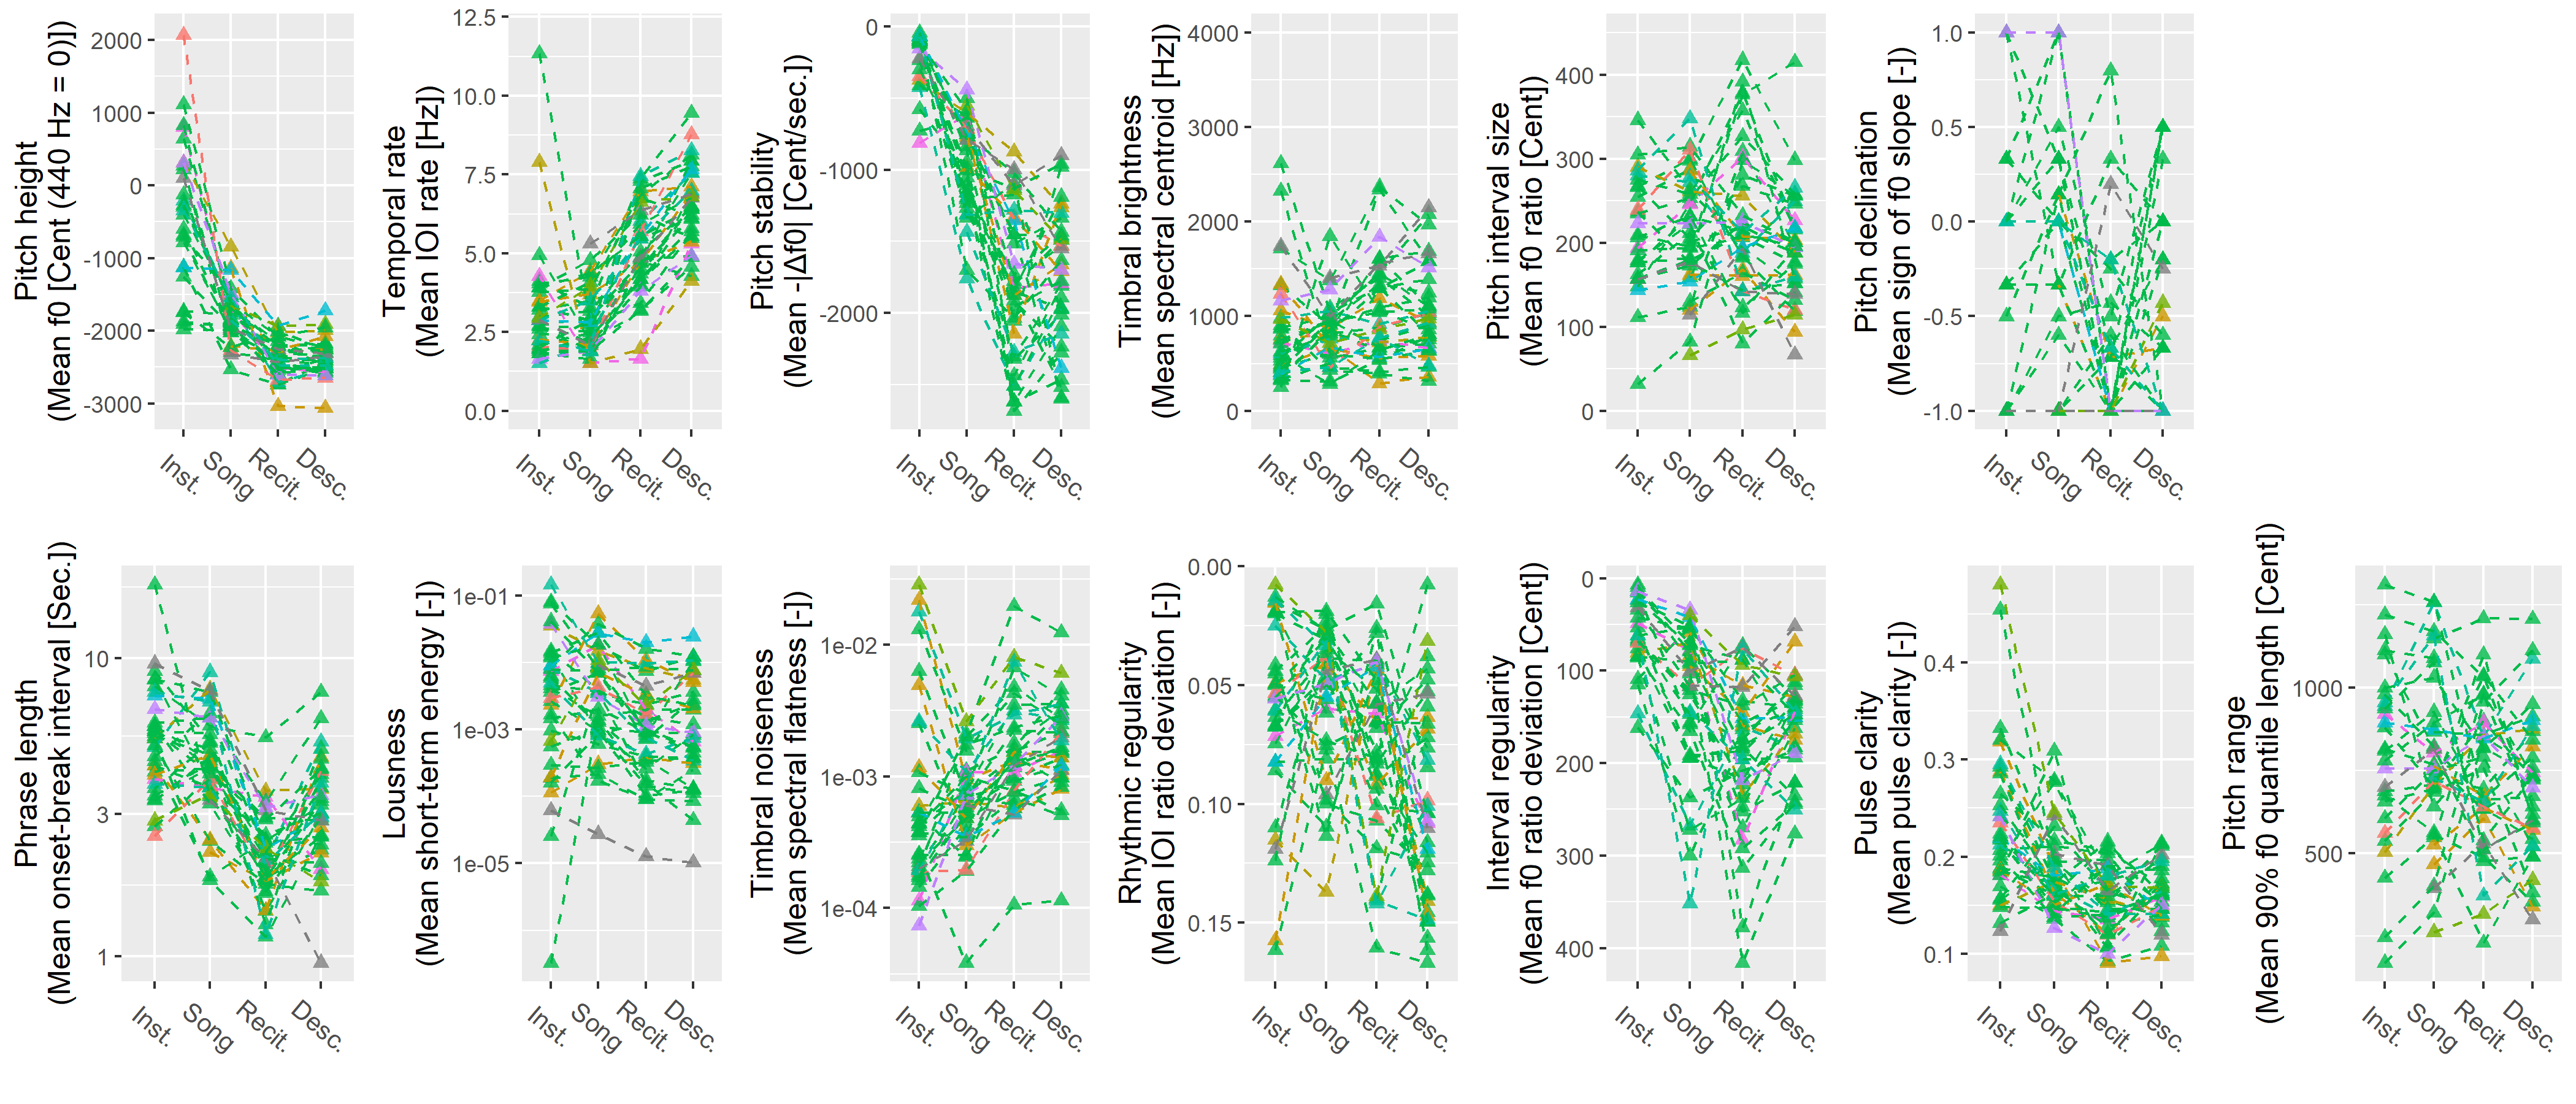 Pitch height
(Mean f0 [Cent (440 Hz = 0)])
2000
1000
0
-1000
-2000
-3000
Inst.
Song
Recit.
Desc.
Temporal rate
(Mean IOI rate [Hz])
12.5
10.0
7.5
5.0
2.5
0.0
Inst.
Song
Recit.
Desc.
Pitch stability
(Mean -|Δf0| [Cent/sec.])
0
-1000
-2000
Inst.
Song
Recit.
Desc.
Timbral brightness
(Mean spectral centroid [Hz])
4000
3000
2000
1000
0
Inst.
Song
Recit.
Desc.
Pitch interval size
(Mean f0 ratio [Cent])
400
300
200
100
0
Inst.
Song
Recit.
Desc.
Pitch declination
(Mean sign of f0 slope [-])
1.0
0.5
0.0
-0.5
-1.0
Inst.
Song
Recit.
Desc.
Phrase length
(Mean onset-break interval [Sec.])
10
3
1
Inst.
Song
Recit.
Desc.
Lousness
(Mean short-term energy [-])
1e-01
1e-03
1e-05
Inst.
Song
Recit.
Desc.
Timbral noiseness
(Mean spectral flatness [-])
1e-02
1e-03
1e-04
Inst.
Song
Recit.
Desc.
Rhythmic regularity
(Mean IOI ratio deviation [-])
0.00
0.05
0.10
0.15
Inst.
Song
Recit.
Desc.
Interval regularity
(Mean f0 ratio deviation [Cent])
0
100
200
300
400
Inst.
Song
Recit.
Desc.
Pulse clarity
(Mean pulse clarity [-])
0.4
0.3
0.2
0.1
Inst.
Song
Recit.
Desc.
Pitch range
(Mean 90% f0 quantile length [Cent])
1000
500
Inst.
Song
Recit.
Desc.